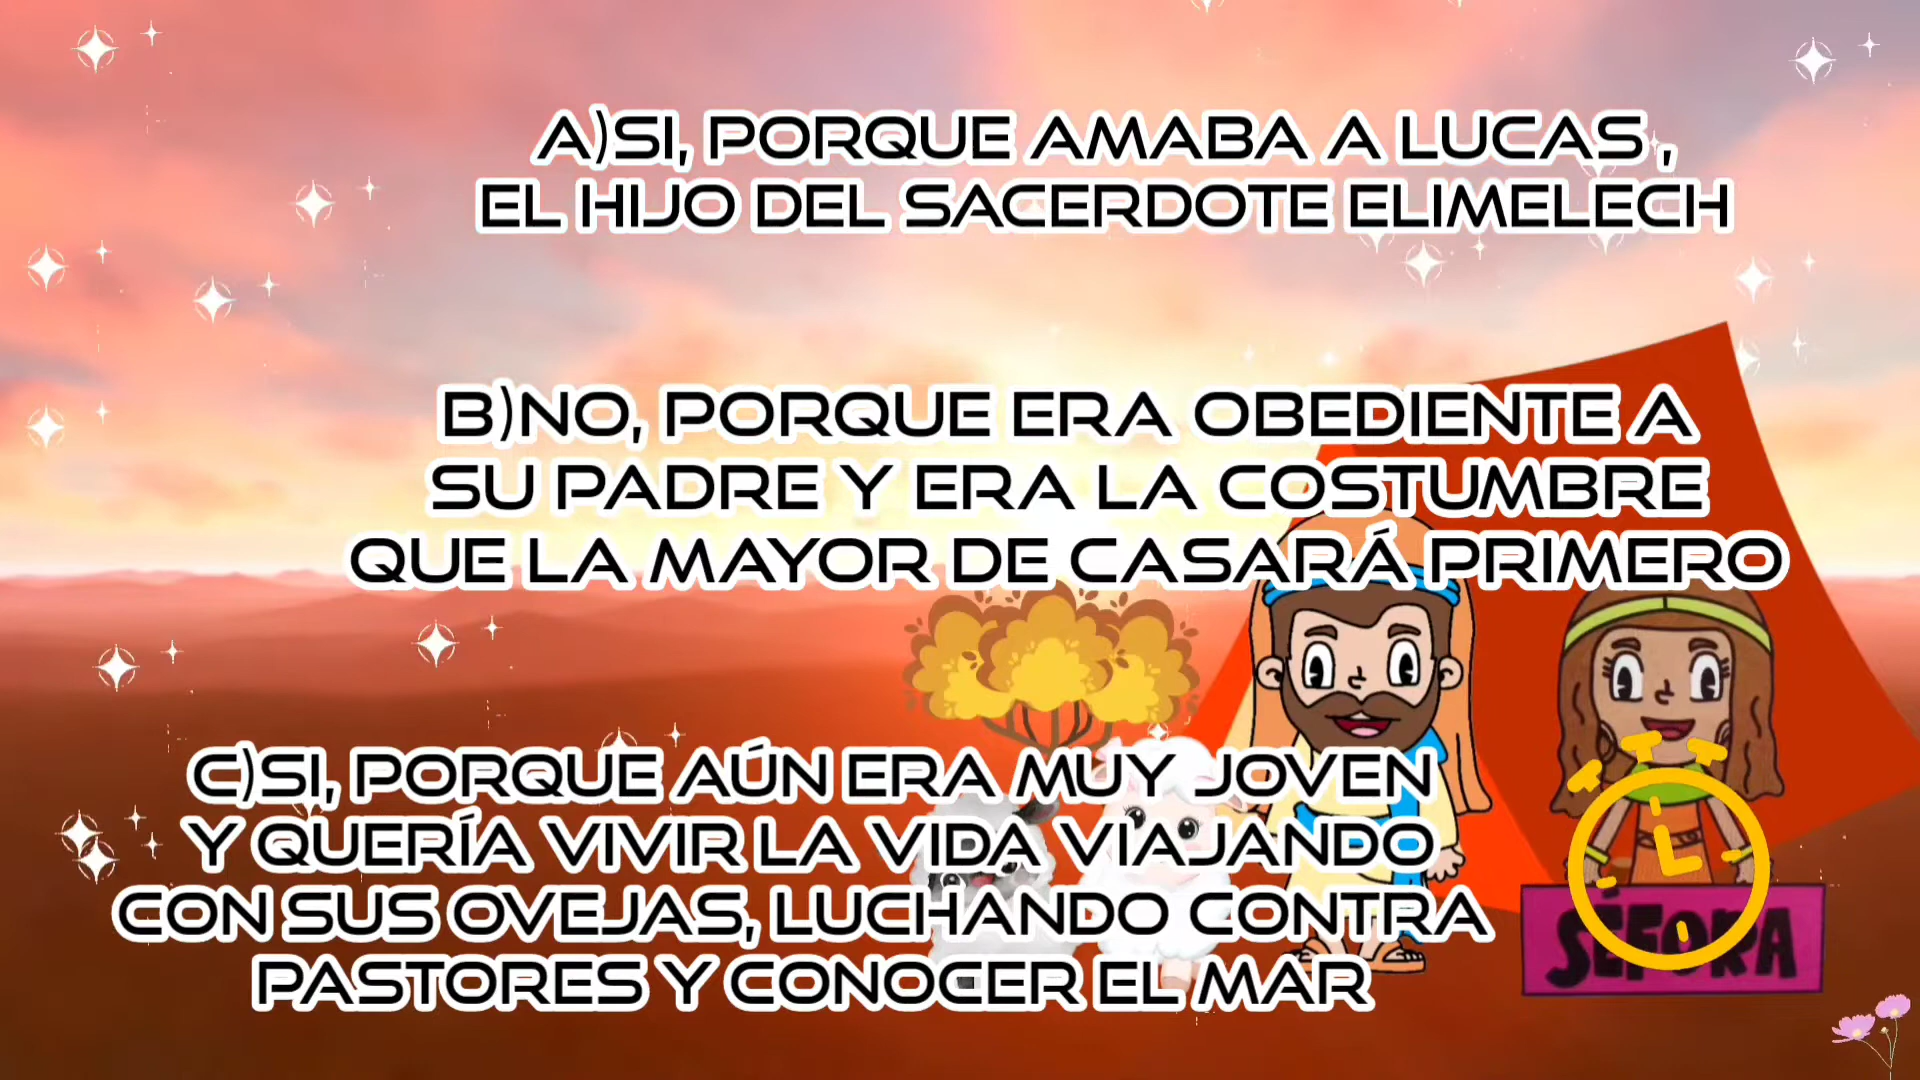 A)SI, PORQUE AMABA A LUCAS ,
EL HIJO DEL SACERDOTE ELIMELECH
B)NO, PORQUE ERA OBEDIENTE A
SU PADRE Y ERA LA COSTUMBRE
QUE LA MAYOR DE CASARÁ PRIMERO
C)SI, PORQUE AÚN ERA MUY JOVEN
Y QUERÍA VIVIR LA VIDA VIAJANDO
CON SUS OVEJAS, LUCHANDO CONTRA
PASTORES Y CONOCER EL MAR
SÉFORA